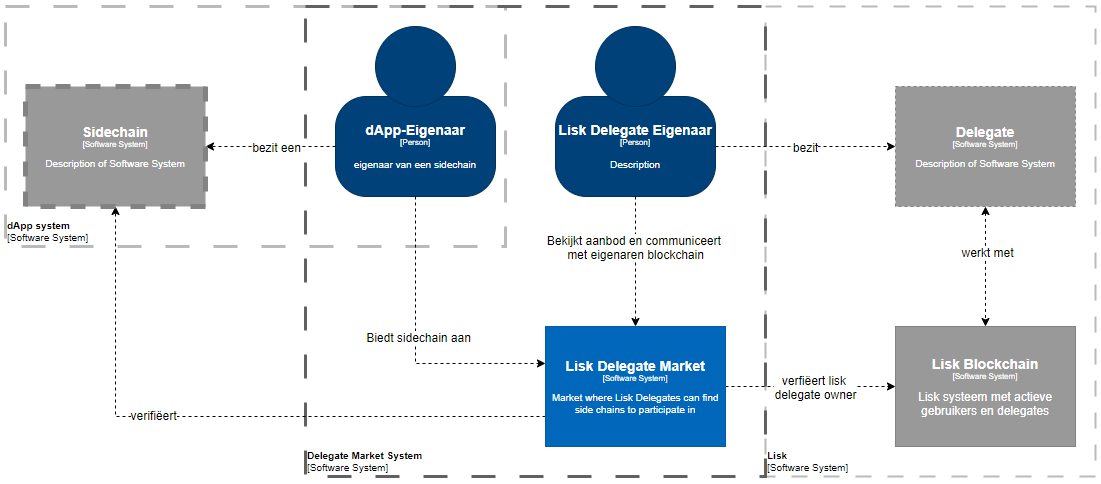 Sidechain
[Software System]
Description of Software System
bezit een
dApp-Eigenaar
[Person]
eigenaar van een sidechain
Lisk Delegate Eigenaar
[Person]
Description
bezit
Delegate
[Software System]
Description of Software System
dApp system
[Software System]
Bekijkt aanbod en communiceert
met eigenaren blockchain
werkt met
Biedt sidechain aan
Lisk Delegate Market
[Software System]
Market where Lisk Delegates can find
side chains to participate in
verfiëert lisk
delegate owner
Lisk Blockchain
[Software System]
Lisk systeem met actieve
gebruikers en delegates
verifiëert
Delegate Market System
[Software System]
Lisk
[Software System]